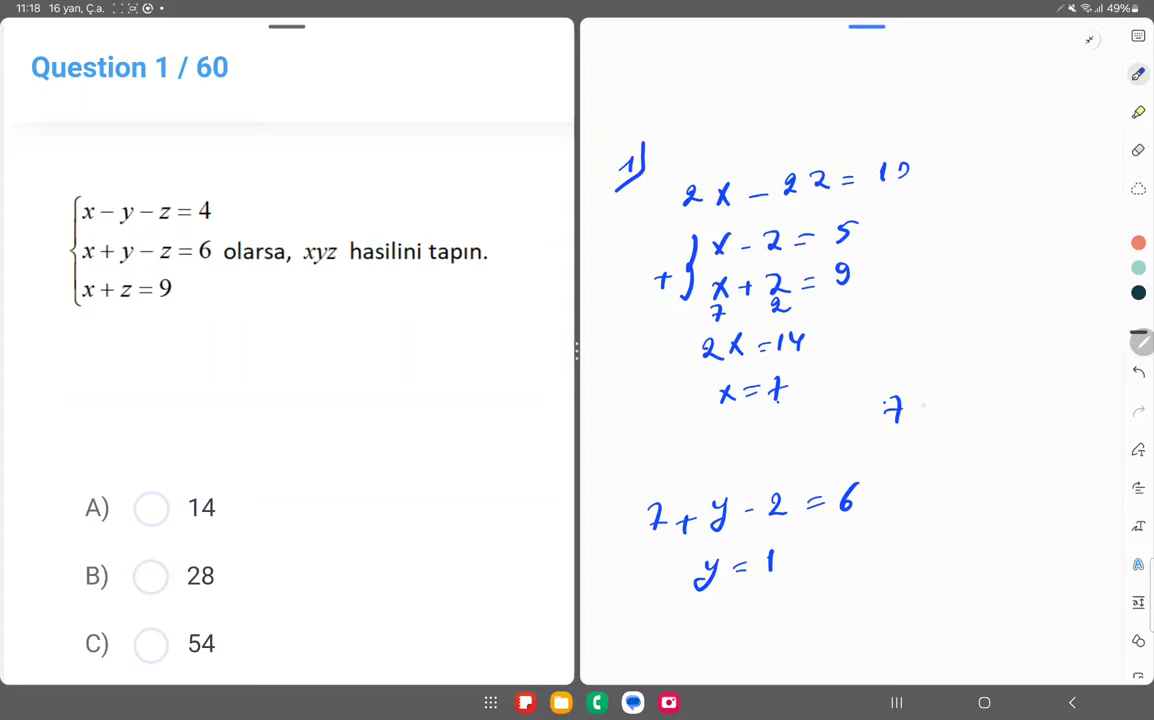 11:18 16 yan, Ç.a.
49%
Question 1 / 60
x − y − z = 4
x + y − z = 6 olarsa, xyz hasilini tapın.
x + z = 9
A) 14
B) 28
C) 54
1)
2x − 2z = 10
x − z = 5
+ x + z = 9
7 2
2x = 14
x = 7
7
7 + y − 2 = 6
y = 1